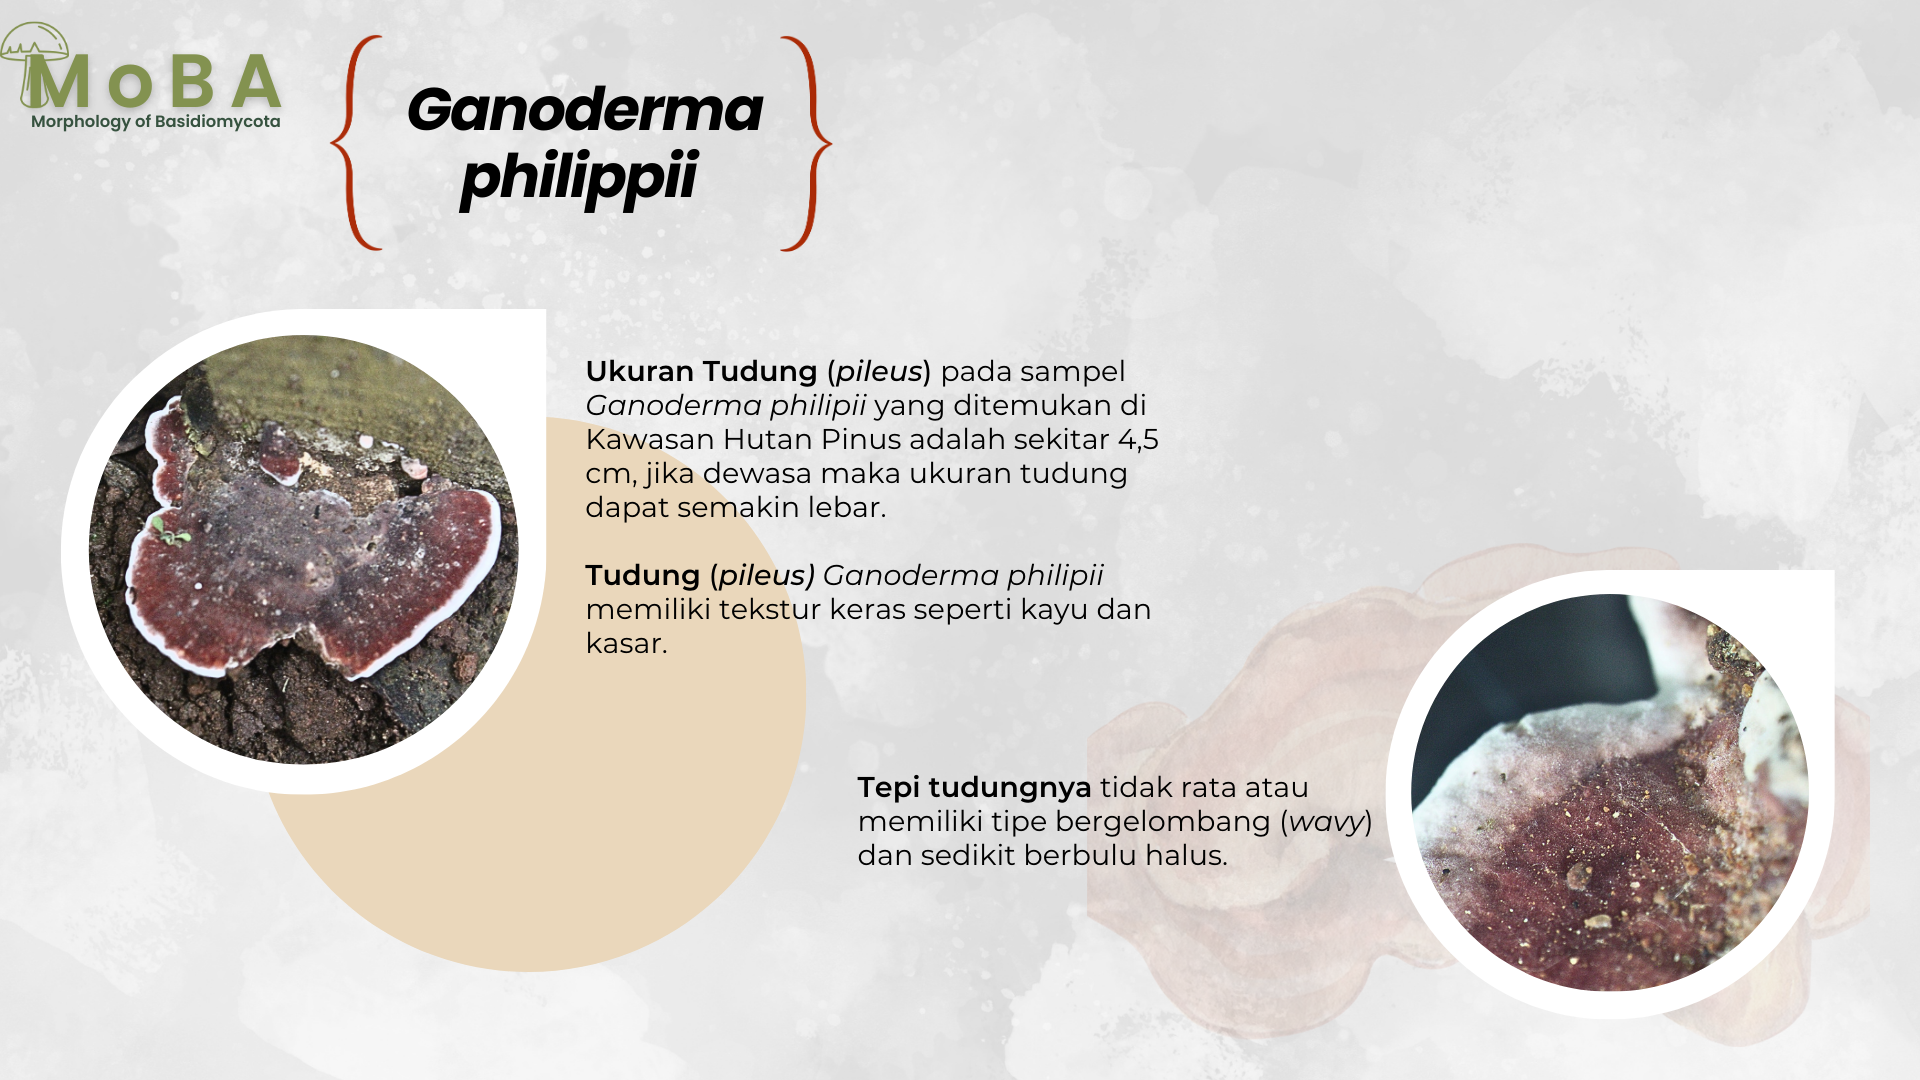 MoBA
Morphology of Basidiomycota
Ganoderma
philippii
Ukuran Tudung (pileus) pada sampel
Ganoderma philipii yang ditemukan di
Kawasan Hutan Pinus adalah sekitar 4,5
cm, jika dewasa maka ukuran tudung
dapat semakin lebar.
Tudung (pileus) Ganoderma philipii
memiliki tekstur keras seperti kayu dan
kasar.
Tepi tudungnya tidak rata atau
memiliki tipe bergelombang (wavy)
dan sedikit berbulu halus.